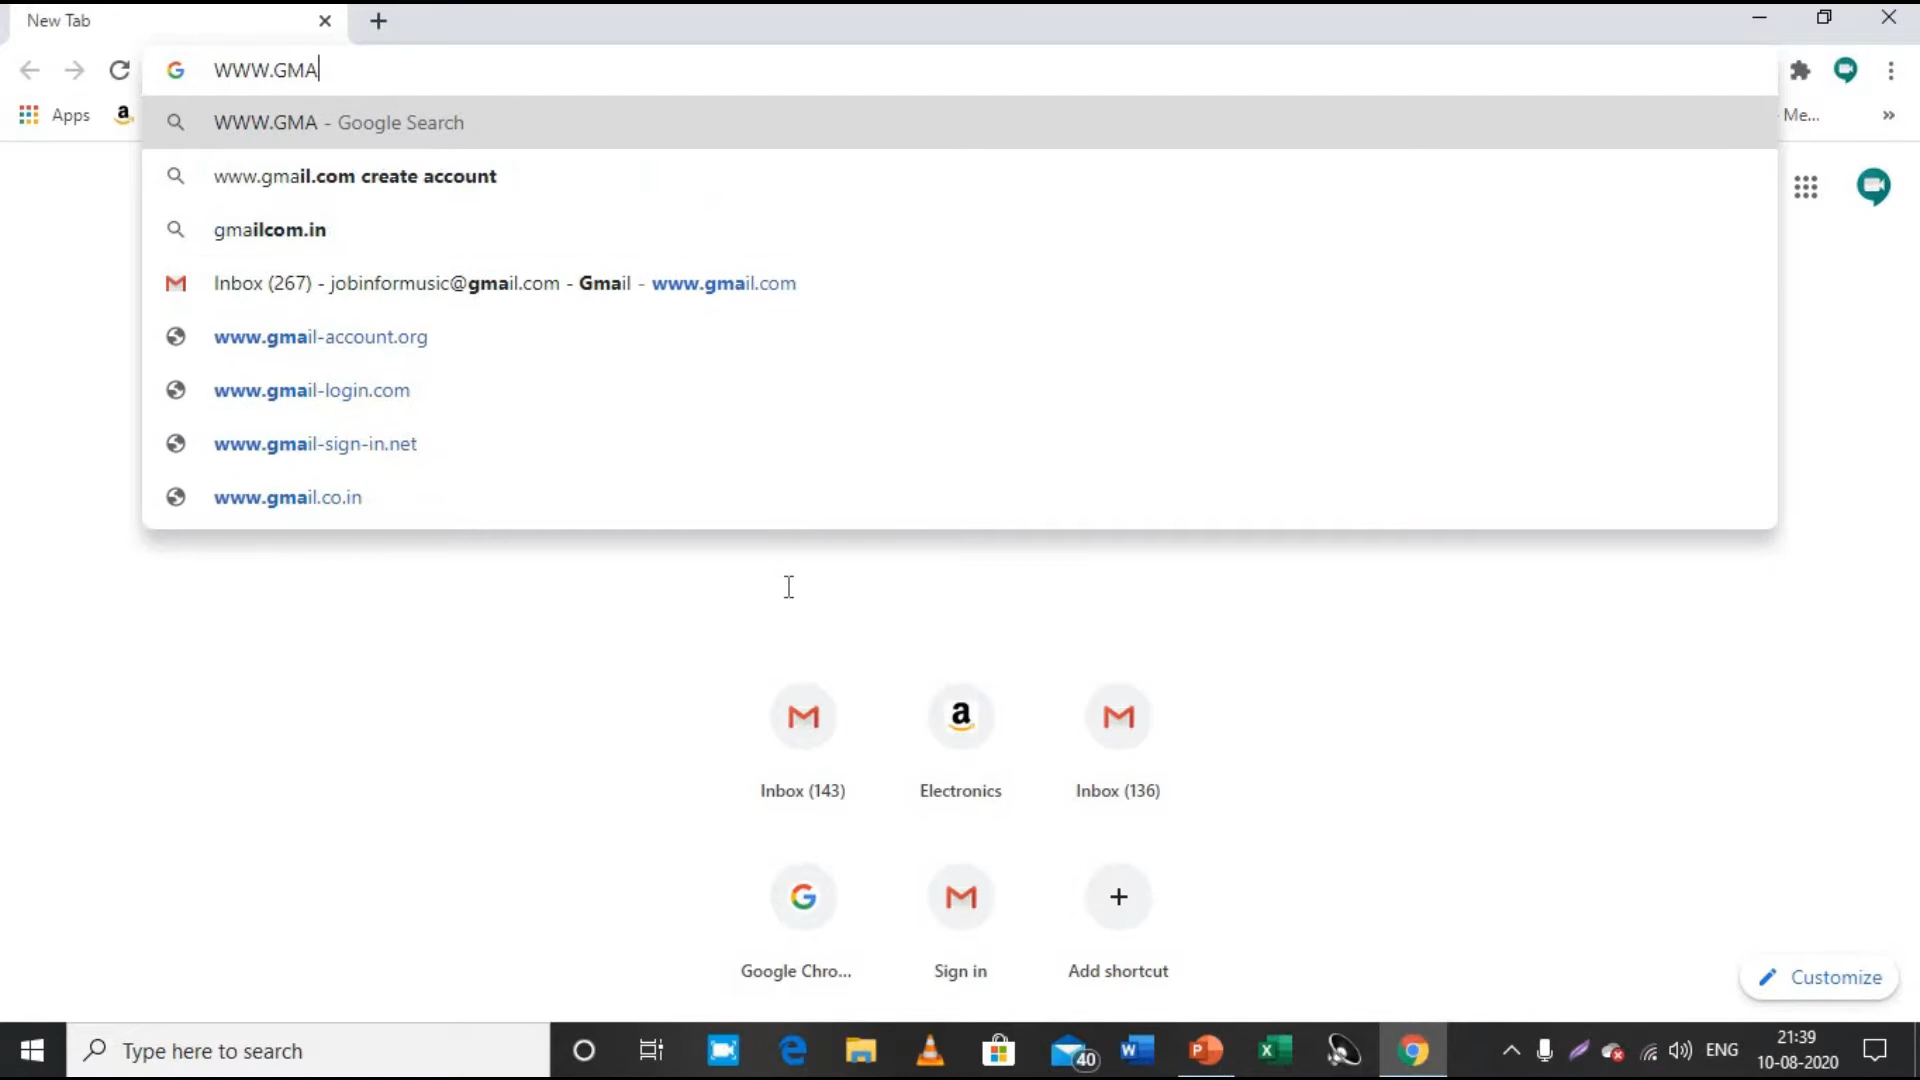 New Tab
WWW.GMA
Apps
Me...
WWW.GMA - Google Search
www.gmail.com create account
gmailcom.in
Inbox (267) - jobinformusic@gmail.com - Gmail - www.gmail.com
www.gmail-account.org
www.gmail-login.com
www.gmail-sign-in.net
www.gmail.co.in
Inbox (143)
Electronics
Inbox (136)
Google Chro...
Sign in
Add shortcut
Customize
Type here to search
40
ENG
21:39
10-08-2020